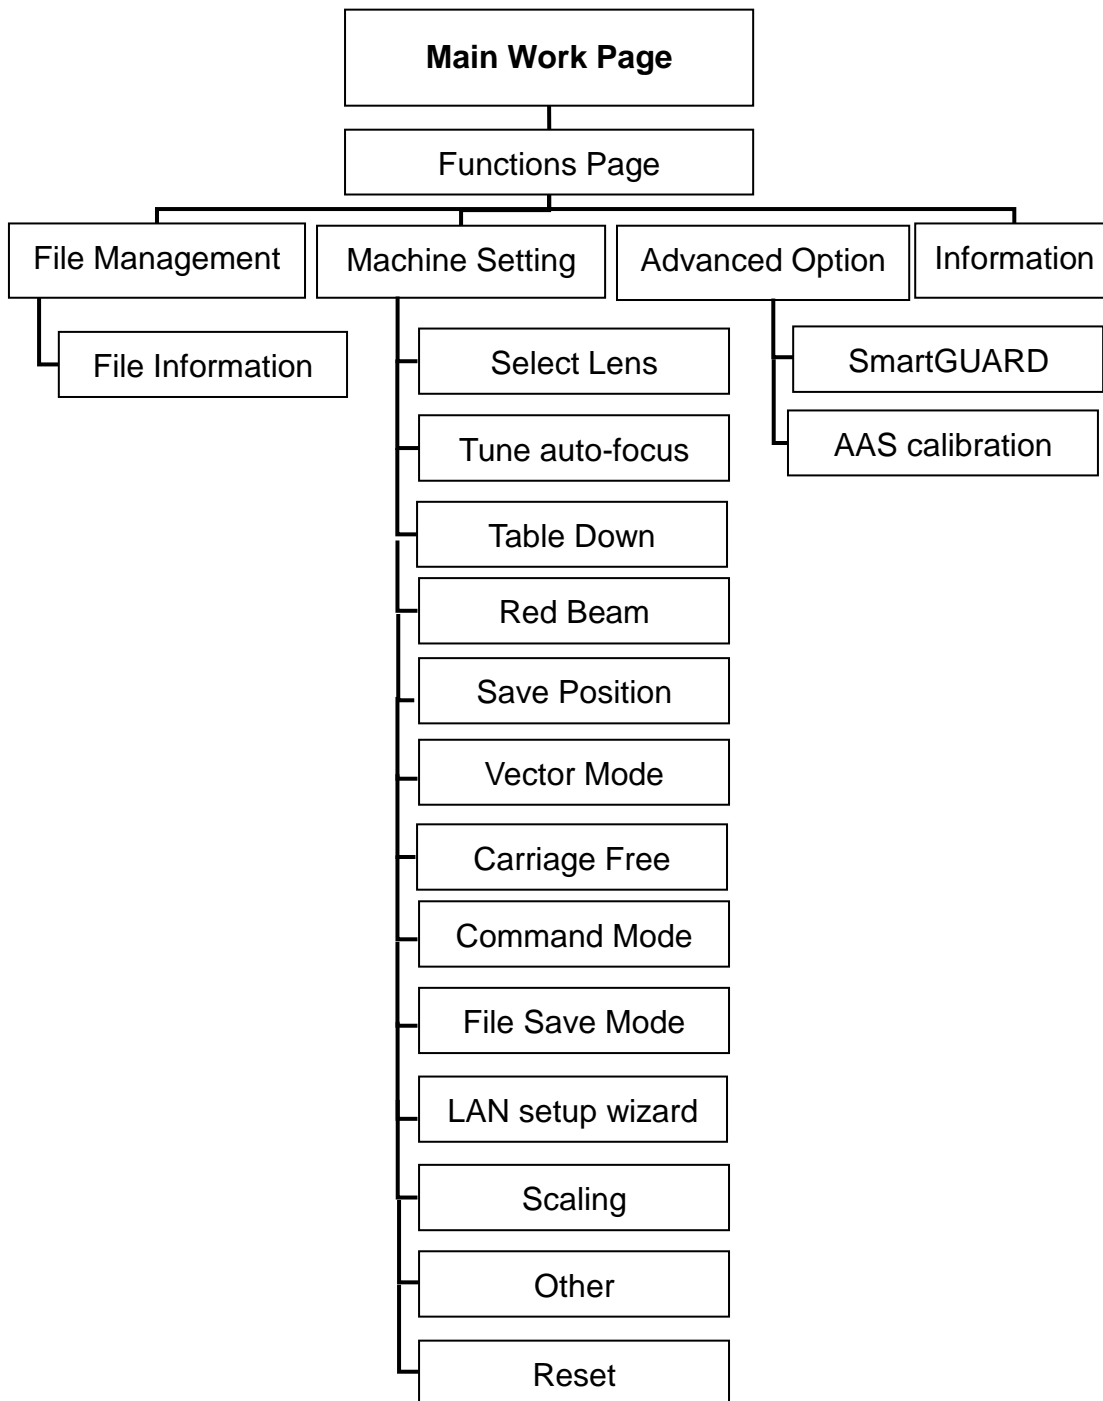 Main Work Page
Functions Page
File Management
Machine Setting
Advanced Option
Information
File Information
Select Lens
Tune auto-focus
Table Down
Red Beam
Save Position
Vector Mode
Carriage Free
Command Mode
File Save Mode
LAN setup wizard
Scaling
Other
Reset
SmartGUARD
AAS calibration